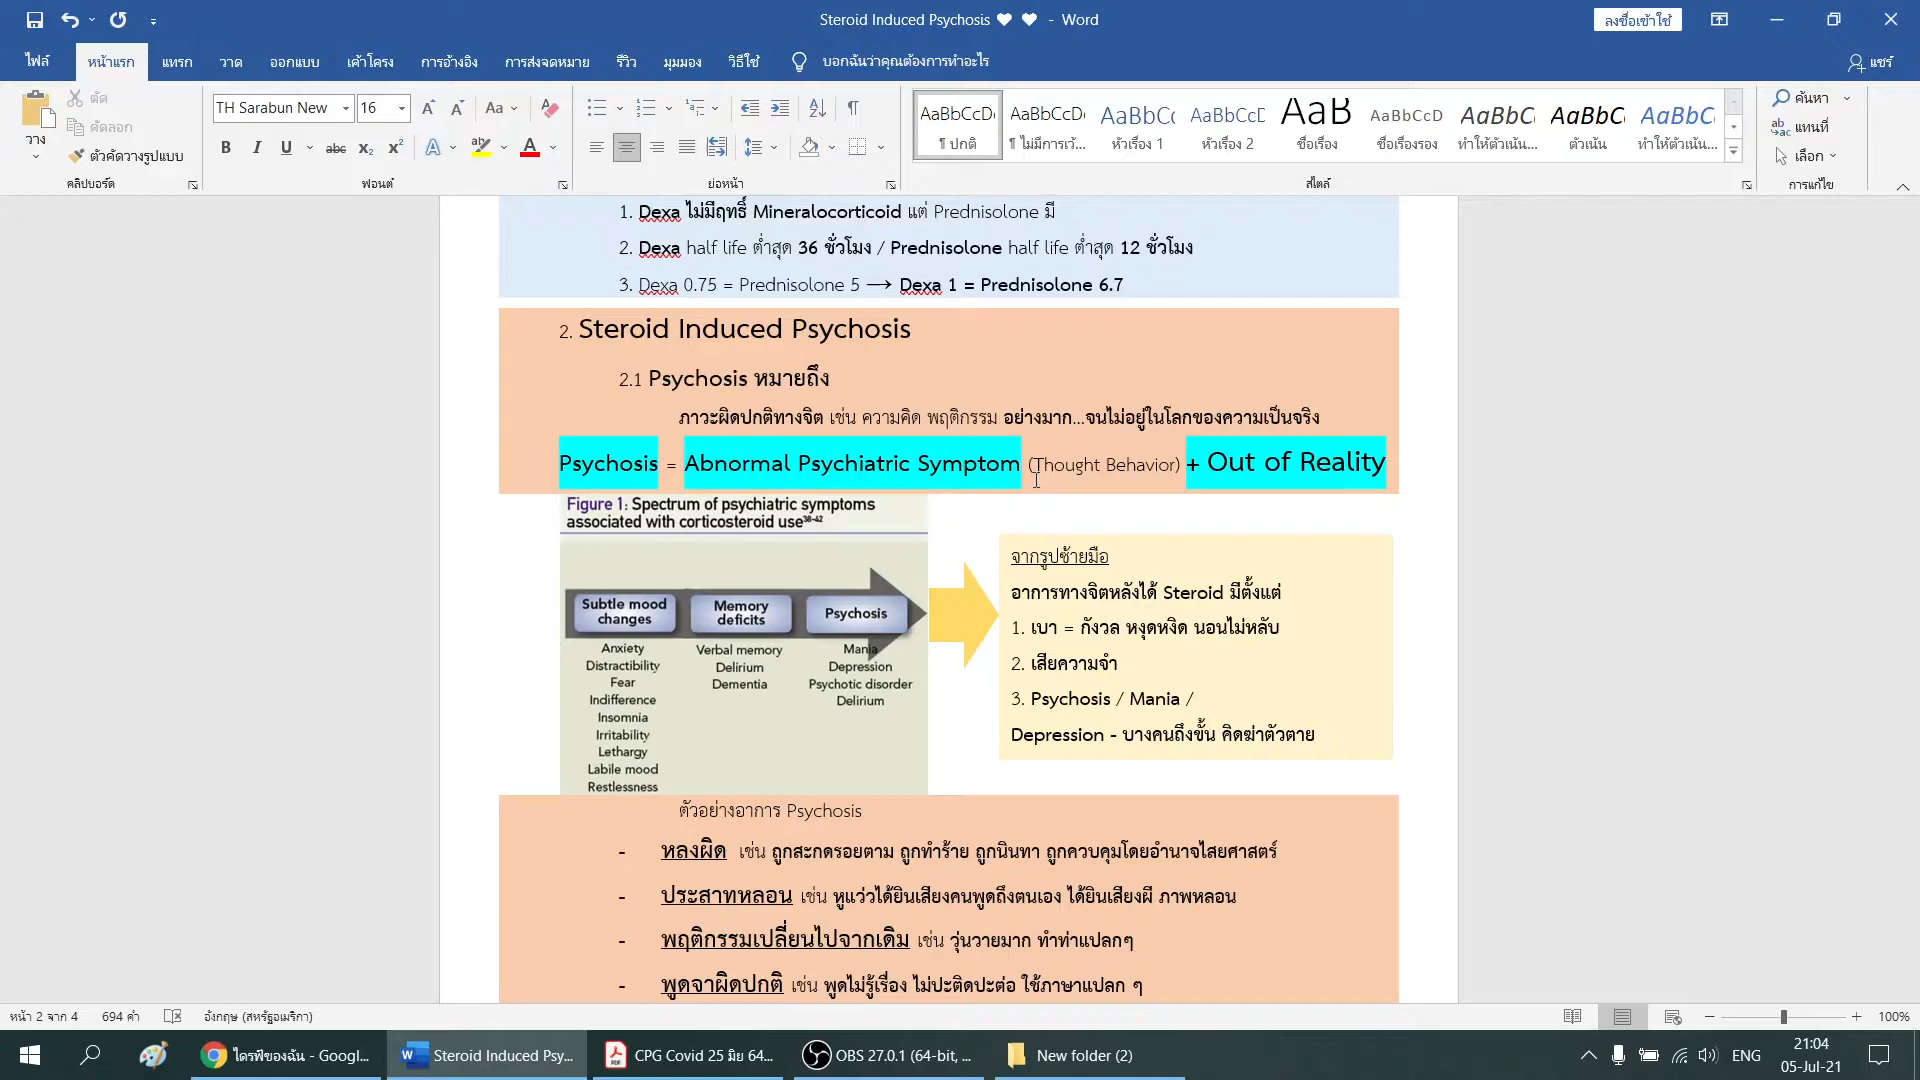 Steroid Induced Psychosis ♥ ♥ - Word
ลงชื่อเข้าใช้
ไฟล์ หน้าแรก แทรก วาด ออกแบบ เค้าโครง การอ้างอิง การส่งจดหมาย รีวิว มุมมอง วิธีใช้ บอกฉันว่าคุณต้องการทำอะไร แชร์
วาง
ตัด
คัดลอก
ตัวคัดวางรูปแบบ
คลิปบอร์ด
TH Sarabun New 16
ฟอนต์
ย่อหน้า
AaBbCcDc AaBbCcDc AaBbCc AaBbCcD AaB AaBbCcD AaBbC AaBbC AaBbC
¶ ปกติ ¶ ไม่มีการเว้... หัวเรื่อง 1 หัวเรื่อง 2 ชื่อเรื่อง ชื่อเรื่องรอง ทำให้ตัวเน้น... ตัวเน้น ทำให้ตัวเน้น...
สไตล์
ค้นหา
แทนที่
เลือก
การแก้ไข
1. Dexa ไม่มีฤทธิ์ Mineralocorticoid แต่ Prednisolone มี
2. Dexa half life ต่ำสุด 36 ชั่วโมง / Prednisolone half life ต่ำสุด 12 ชั่วโมง
3. Dexa 0.75 = Prednisolone 5 → Dexa 1 = Prednisolone 6.7
2. Steroid Induced Psychosis
2.1 Psychosis หมายถึง
ภาวะผิดปกติทางจิต เช่น ความคิด พฤติกรรม อย่างมาก...จนไม่อยู่ในโลกของความเป็นจริง
Psychosis = Abnormal Psychiatric Symptom (Thought Behavior) + Out of Reality
Figure 1: Spectrum of psychiatric symptoms
associated with corticosteroid use38-42
Subtle mood changes
Anxiety
Distractibility
Fear
Indifference
Insomnia
Irritability
Lethargy
Labile mood
Restlessness
Memory deficits
Verbal memory
Delirium
Dementia
Psychosis
Mania
Depression
Psychotic disorder
Delirium
จากรูปซ้ายมือ
อาการทางจิตหลังได้ Steroid มีตั้งแต่
1. เบา = กังวล หงุดหงิด นอนไม่หลับ
2. เสียความจำ
3. Psychosis / Mania /
Depression - บางคนถึงขั้น คิดฆ่าตัวตาย
ตัวอย่างอาการ Psychosis
- หลงผิด เช่น ถูกสะกดรอยตาม ถูกทำร้าย ถูกนินทา ถูกควบคุมโดยอำนาจไสยศาสตร์
- ประสาทหลอน เช่น หูแว่วได้ยินเสียงคนพูดถึงตนเอง ได้ยินเสียงผี ภาพหลอน
- พฤติกรรมเปลี่ยนไปจากเดิม เช่น วุ่นวายมาก ทำท่าแปลกๆ
- พูดจาผิดปกติ เช่น พูดไม่รู้เรื่อง ไม่ปะติดปะต่อ ใช้ภาษาแปลก ๆ
หน้า 2 จาก 4 694 คำ อังกฤษ (สหรัฐอเมริกา) 100%
ไดรฟ์ของฉัน - Googl... Steroid Induced Psy... CPG Covid 25 มิย 64... OBS 27.0.1 (64-bit, ... New folder (2) ENG
21:04
05-Jul-21